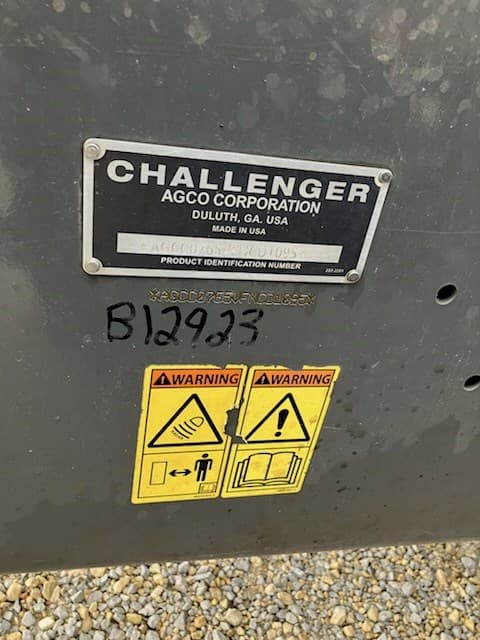 CHALLENGER
AGCO CORPORATION
DULUTH, GA. USA
MADE IN USA
PRODUCT IDENTIFICATION NUMBER
B12923
WARNING WARNING